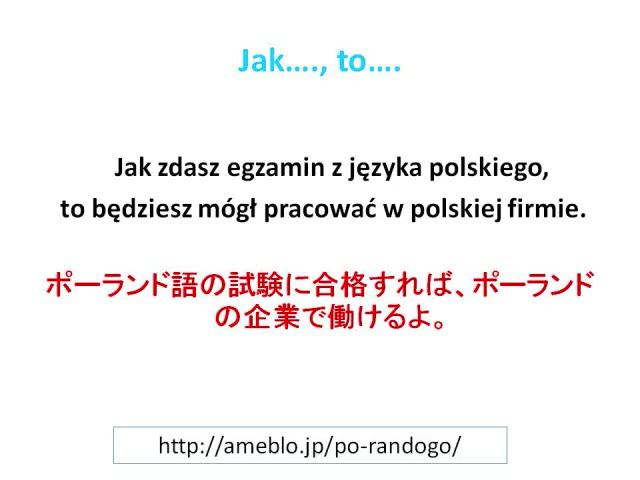 Jak…., to….
Jak zdasz egzamin z języka polskiego,
to będziesz mógł pracować w polskiej firmie.
ポーランド語の試験に合格すれば、ポーランド
の企業で働けるよ。
http://ameblo.jp/po-randogo/